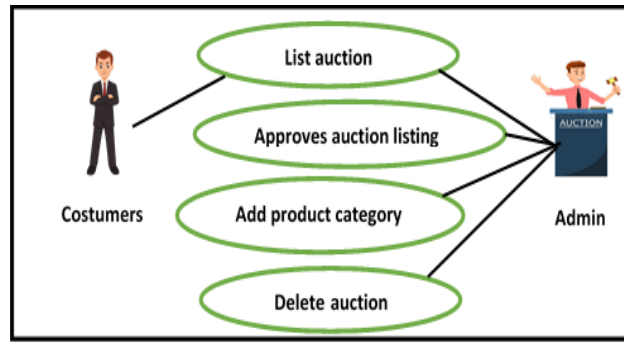 List auction
Approves auction listing
AUCTION
Costumers
Add product category
Admin
Delete auction